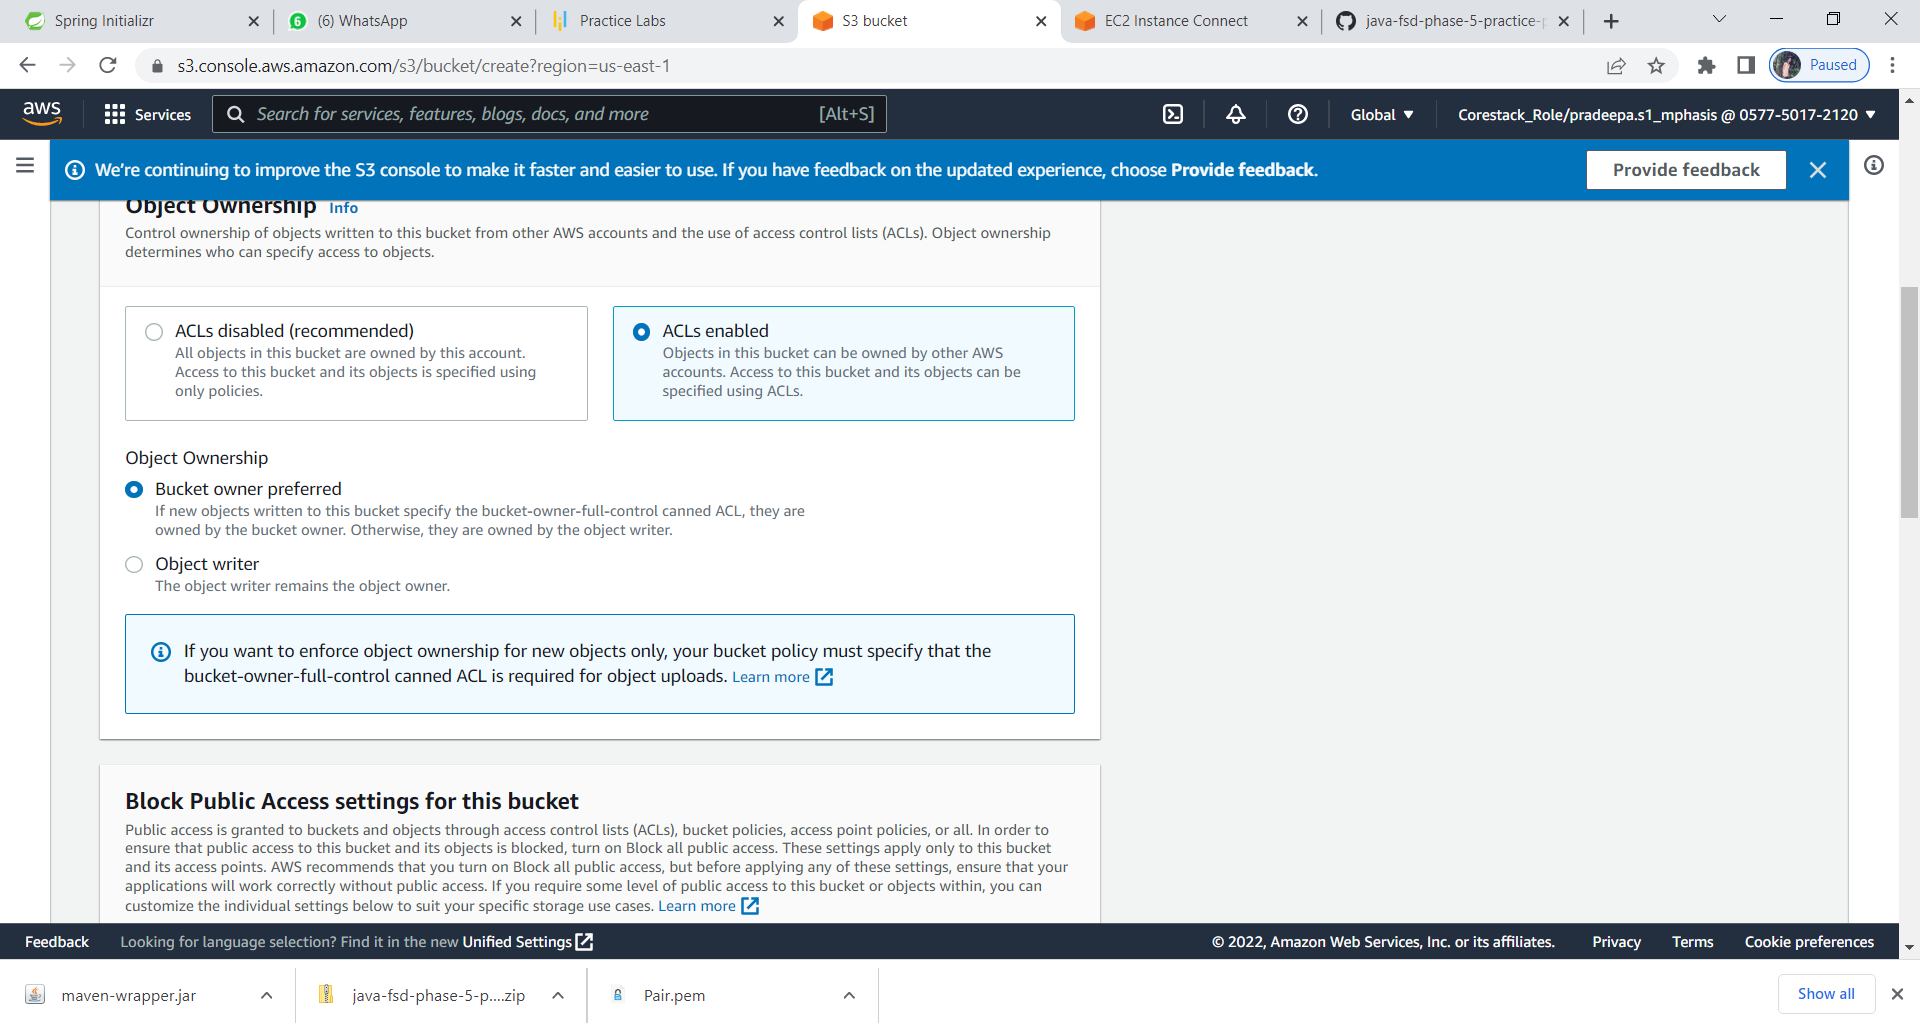 Spring Initializr
(6) WhatsApp
Practice Labs
S3 bucket
EC2 Instance Connect
java-fsd-phase-5-practice-p
s3.console.aws.amazon.com/s3/bucket/create?region=us-east-1
Paused
aws
Services
Search for services, features, blogs, docs, and more
[Alt+S]
Global
Corestack_Role/pradeepa.s1_mphasis @ 0577-5017-2120
We're continuing to improve the S3 console to make it faster and easier to use. If you have feedback on the updated experience, choose Provide feedback.
Provide feedback
Object Ownership Info
Control ownership of objects written to this bucket from other AWS accounts and the use of access control lists (ACLs). Object ownership
determines who can specify access to objects.
ACLs disabled (recommended)
All objects in this bucket are owned by this account.
Access to this bucket and its objects is specified using
only policies.
ACLs enabled
Objects in this bucket can be owned by other AWS
accounts. Access to this bucket and its objects can be
specified using ACLs.
Object Ownership
Bucket owner preferred
If new objects written to this bucket specify the bucket-owner-full-control canned ACL, they are
owned by the bucket owner. Otherwise, they are owned by the object writer.
Object writer
The object writer remains the object owner.
If you want to enforce object ownership for new objects only, your bucket policy must specify that the
bucket-owner-full-control canned ACL is required for object uploads. Learn more
Block Public Access settings for this bucket
Public access is granted to buckets and objects through access control lists (ACLs), bucket policies, access point policies, or all. In order to
ensure that public access to this bucket and its objects is blocked, turn on Block all public access. These settings apply only to this bucket
and its access points. AWS recommends that you turn on Block all public access, but before applying any of these settings, ensure that your
applications will work correctly without public access. If you require some level of public access to this bucket or objects within, you can
customize the individual settings below to suit your specific storage use cases. Learn more
Feedback
Looking for language selection? Find it in the new Unified Settings
© 2022, Amazon Web Services, Inc. or its affiliates.
Privacy
Terms
Cookie preferences
maven-wrapper.jar
java-fsd-phase-5-p....zip
Pair.pem
Show all